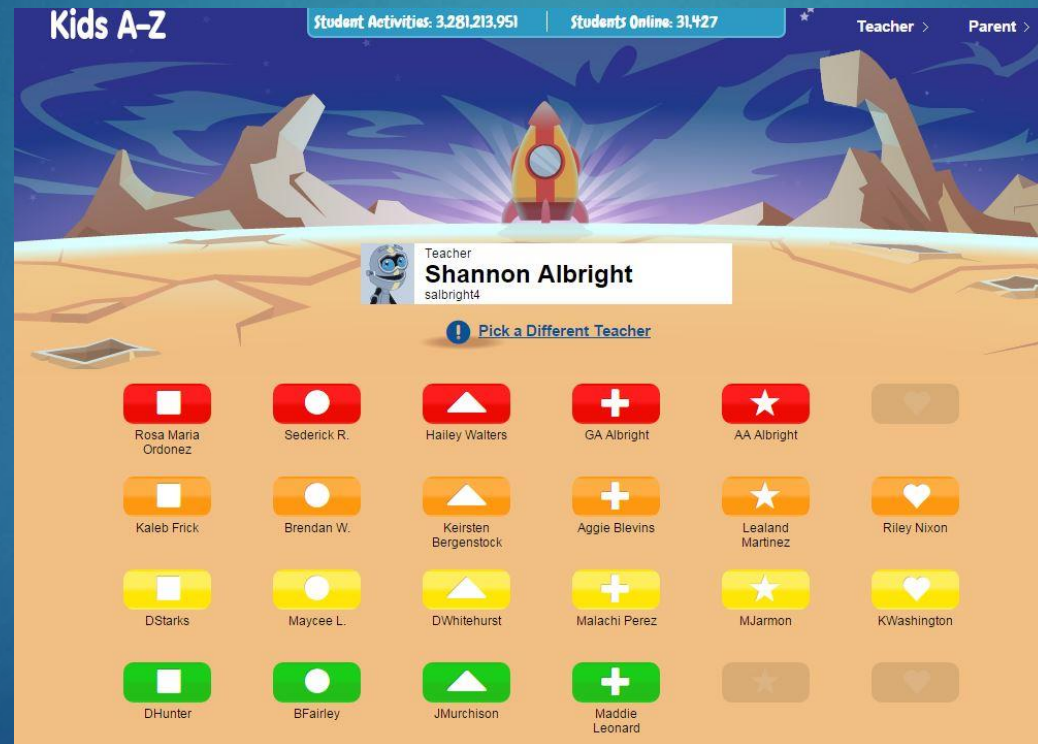 Kids A-Z
Student Activities: 3,281,213,951
Students Online: 31,427
Teacher >
Parent >
Teacher
Shannon Albright
salbright4
! Pick a Different Teacher
Rosa Maria
Ordonez
Sederick R.
Hailey Walters
GA Albright
AA Albright
Kaleb Frick
Brendan W.
Keirsten
Bergenstock
Aggie Blevins
Lealand
Martinez
Riley Nixon
DStarks
Maycee L.
DWhitehurst
Malachi Perez
MJarmon
KWashington
DHunter
BFairley
JMurchison
Maddie
Leonard